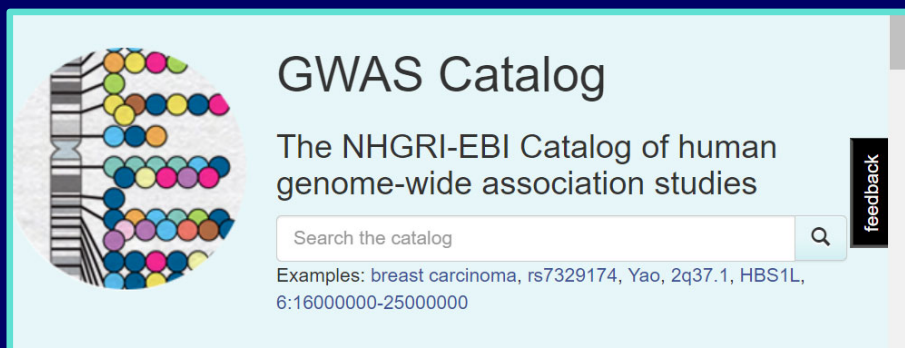 GWAS Catalog
The NHGRI-EBI Catalog of human
genome-wide association studies
Search the catalog
Examples: breast carcinoma, rs7329174, Yao, 2q37.1, HBS1L,
6:16000000-25000000
feedback